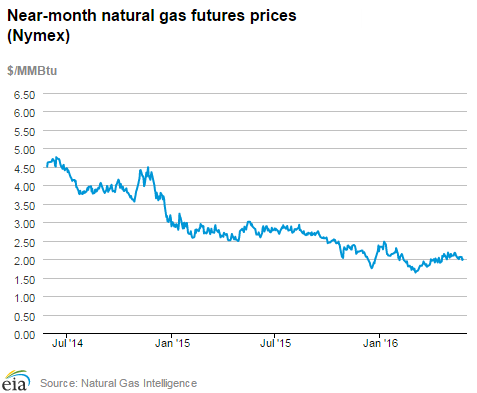 Near-month natural gas futures prices
(Nymex)
$/MMBtu
6.50
6.00
5.50
5.00
4.50
4.00
3.50
3.00
2.50
2.00
1.50
1.00
0.50
0.00
Jul '14
Jan '15
Jul '15
Jan '16
eia
Source: Natural Gas Intelligence